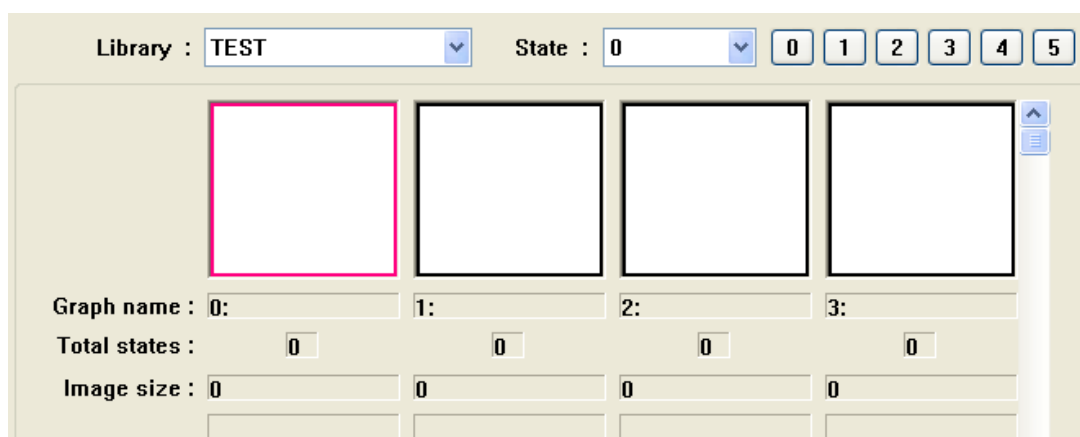 Library : TEST State : 0 0 1 2 3 4 5
Graph name : 0: 1: 2: 3:
Total states : 0 0 0 0
Image size : 0 0 0 0